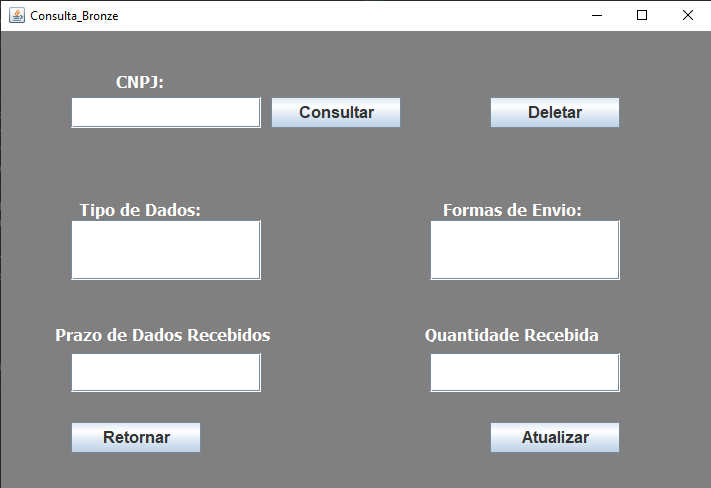 Consulta_Bronze
CNPJ:
Consultar
Deletar
Tipo de Dados:
Formas de Envio:
Prazo de Dados Recebidos
Quantidade Recebida
Retornar
Atualizar